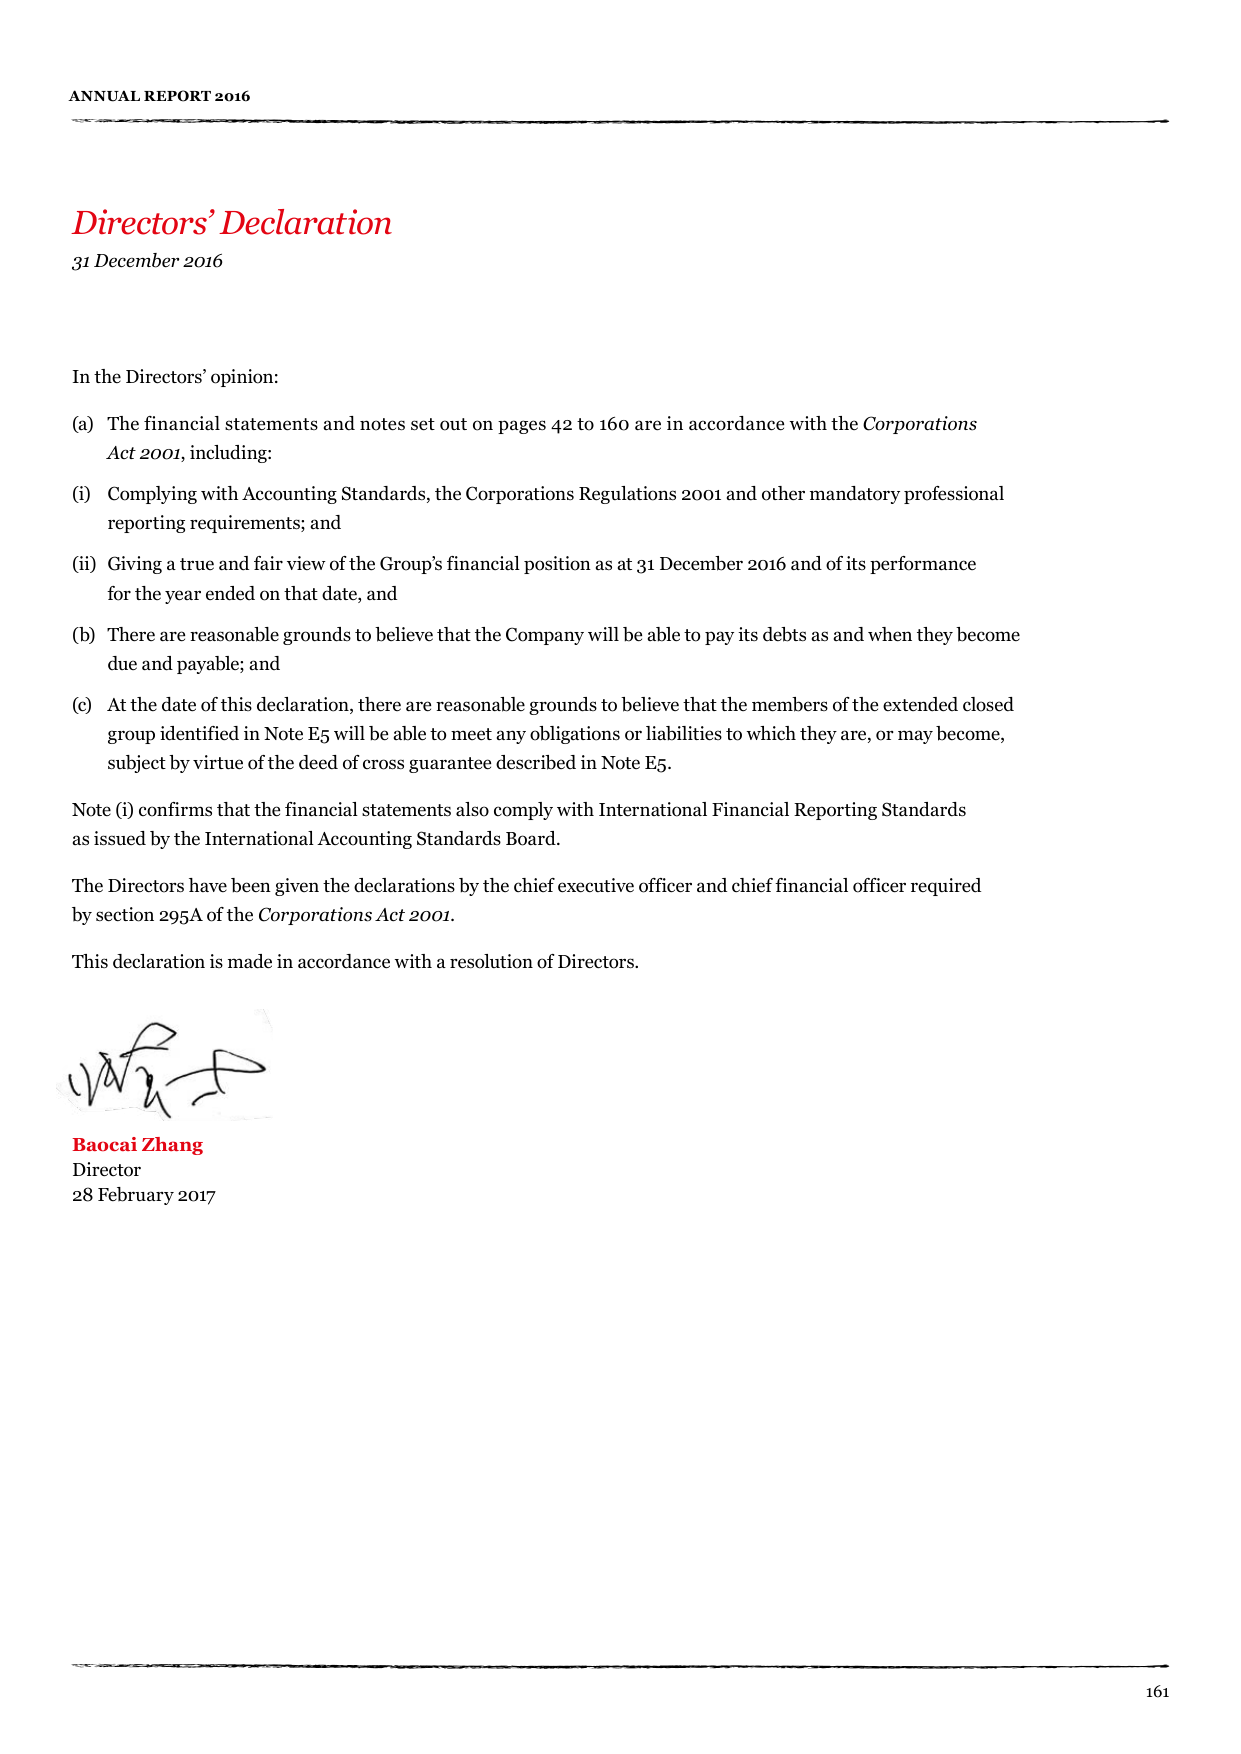 ANNUAL REPORT 2016
Directors’ Declaration
31 December 2016
In the Directors’ opinion:
(a) The financial statements and notes set out on pages 42 to 160 are in accordance with the Corporations
Act 2001, including:
(i) Complying with Accounting Standards, the Corporations Regulations 2001 and other mandatory professional
reporting requirements; and
(ii) Giving a true and fair view of the Group’s financial position as at 31 December 2016 and of its performance
for the year ended on that date, and
(b) There are reasonable grounds to believe that the Company will be able to pay its debts as and when they become
due and payable; and
(c) At the date of this declaration, there are reasonable grounds to believe that the members of the extended closed
group identified in Note E5 will be able to meet any obligations or liabilities to which they are, or may become,
subject by virtue of the deed of cross guarantee described in Note E5.
Note (i) confirms that the financial statements also comply with International Financial Reporting Standards
as issued by the International Accounting Standards Board.
The Directors have been given the declarations by the chief executive officer and chief financial officer required
by section 295A of the Corporations Act 2001.
This declaration is made in accordance with a resolution of Directors.
Baocai Zhang
Director
28 February 2017
161